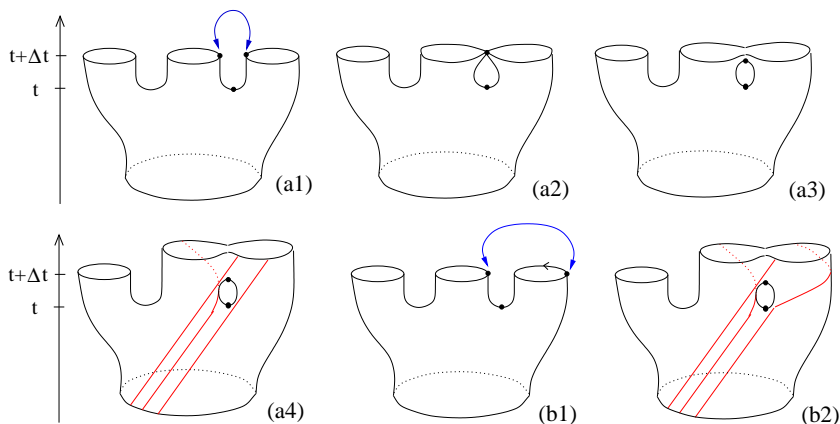 t+Δt
t
(a1)
(a2)
(a3)
t+Δt
t
(a4)
(b1)
(b2)